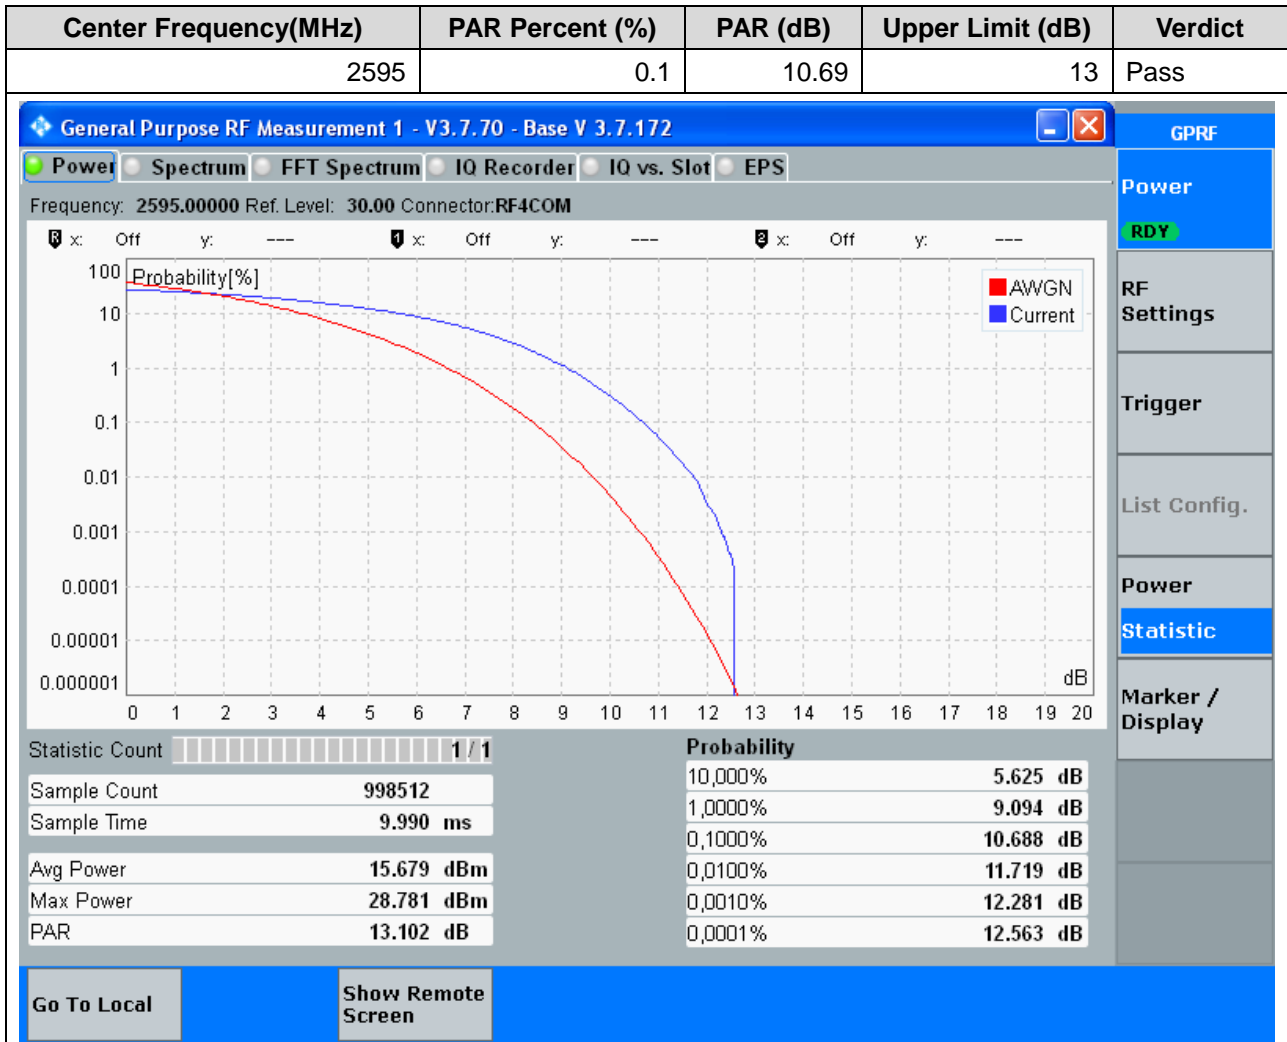 Center Frequency(MHz) PAR Percent (%) PAR (dB) Upper Limit (dB) Verdict
2595 0.1 10.69 13 Pass
General Purpose RF Measurement 1 - V3.7.70 - Base V 3.7.172
GPRF
Power Spectrum FFT Spectrum IQ Recorder IQ vs. Slot EPS
Frequency: 2595.00000 Ref. Level: 30.00 Connector:RF4COM
R x: Off y: --- 1 x: Off y: --- 2 x: Off y: ---
Probability[%]
AWGN
Current
100
10
1
0.1
0.01
0.001
0.0001
0.00001
0.000001
dB
0 1 2 3 4 5 6 7 8 9 10 11 12 13 14 15 16 17 18 19 20
Statistic Count 1 / 1
Sample Count 998512
Sample Time 9.990 ms
Avg Power 15.679 dBm
Max Power 28.781 dBm
PAR 13.102 dB
Probability
10,000% 5.625 dB
1,0000% 9.094 dB
0,1000% 10.688 dB
0,0100% 11.719 dB
0,0010% 12.281 dB
0,0001% 12.563 dB
Power
RDY
RF
Settings
Trigger
List Config.
Power
Statistic
Marker /
Display
Go To Local
Show Remote
Screen